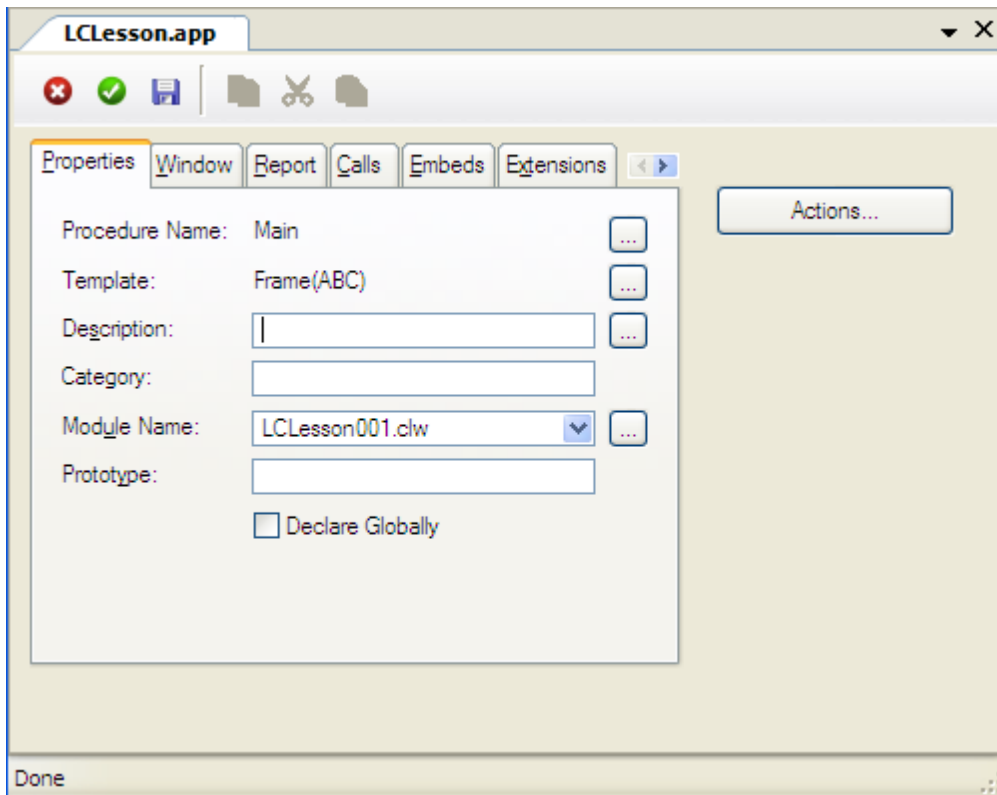 LCLesson.app
Properties Window Report Calls Embeds Extensions
Actions...
Procedure Name: Main ...
Template: Frame(ABC) ...
Description: ...
Category:
Module Name: LCLesson001.clw ...
Prototype:
Declare Globally
Done